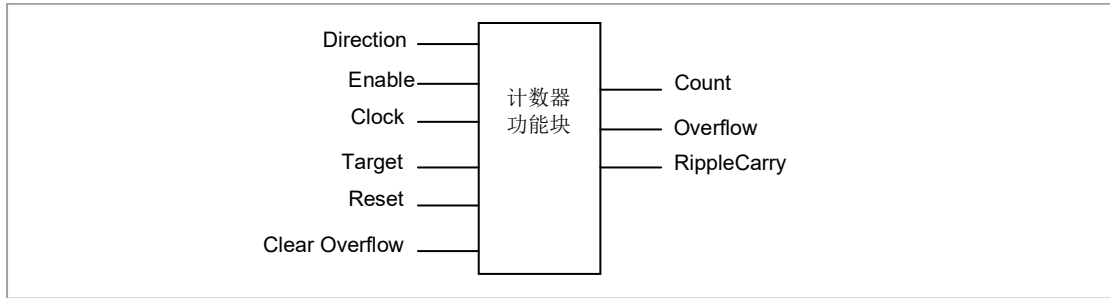 Direction
Enable
Clock
Target
Reset
Clear Overflow
计数器
功能块
Count
Overflow
RippleCarry